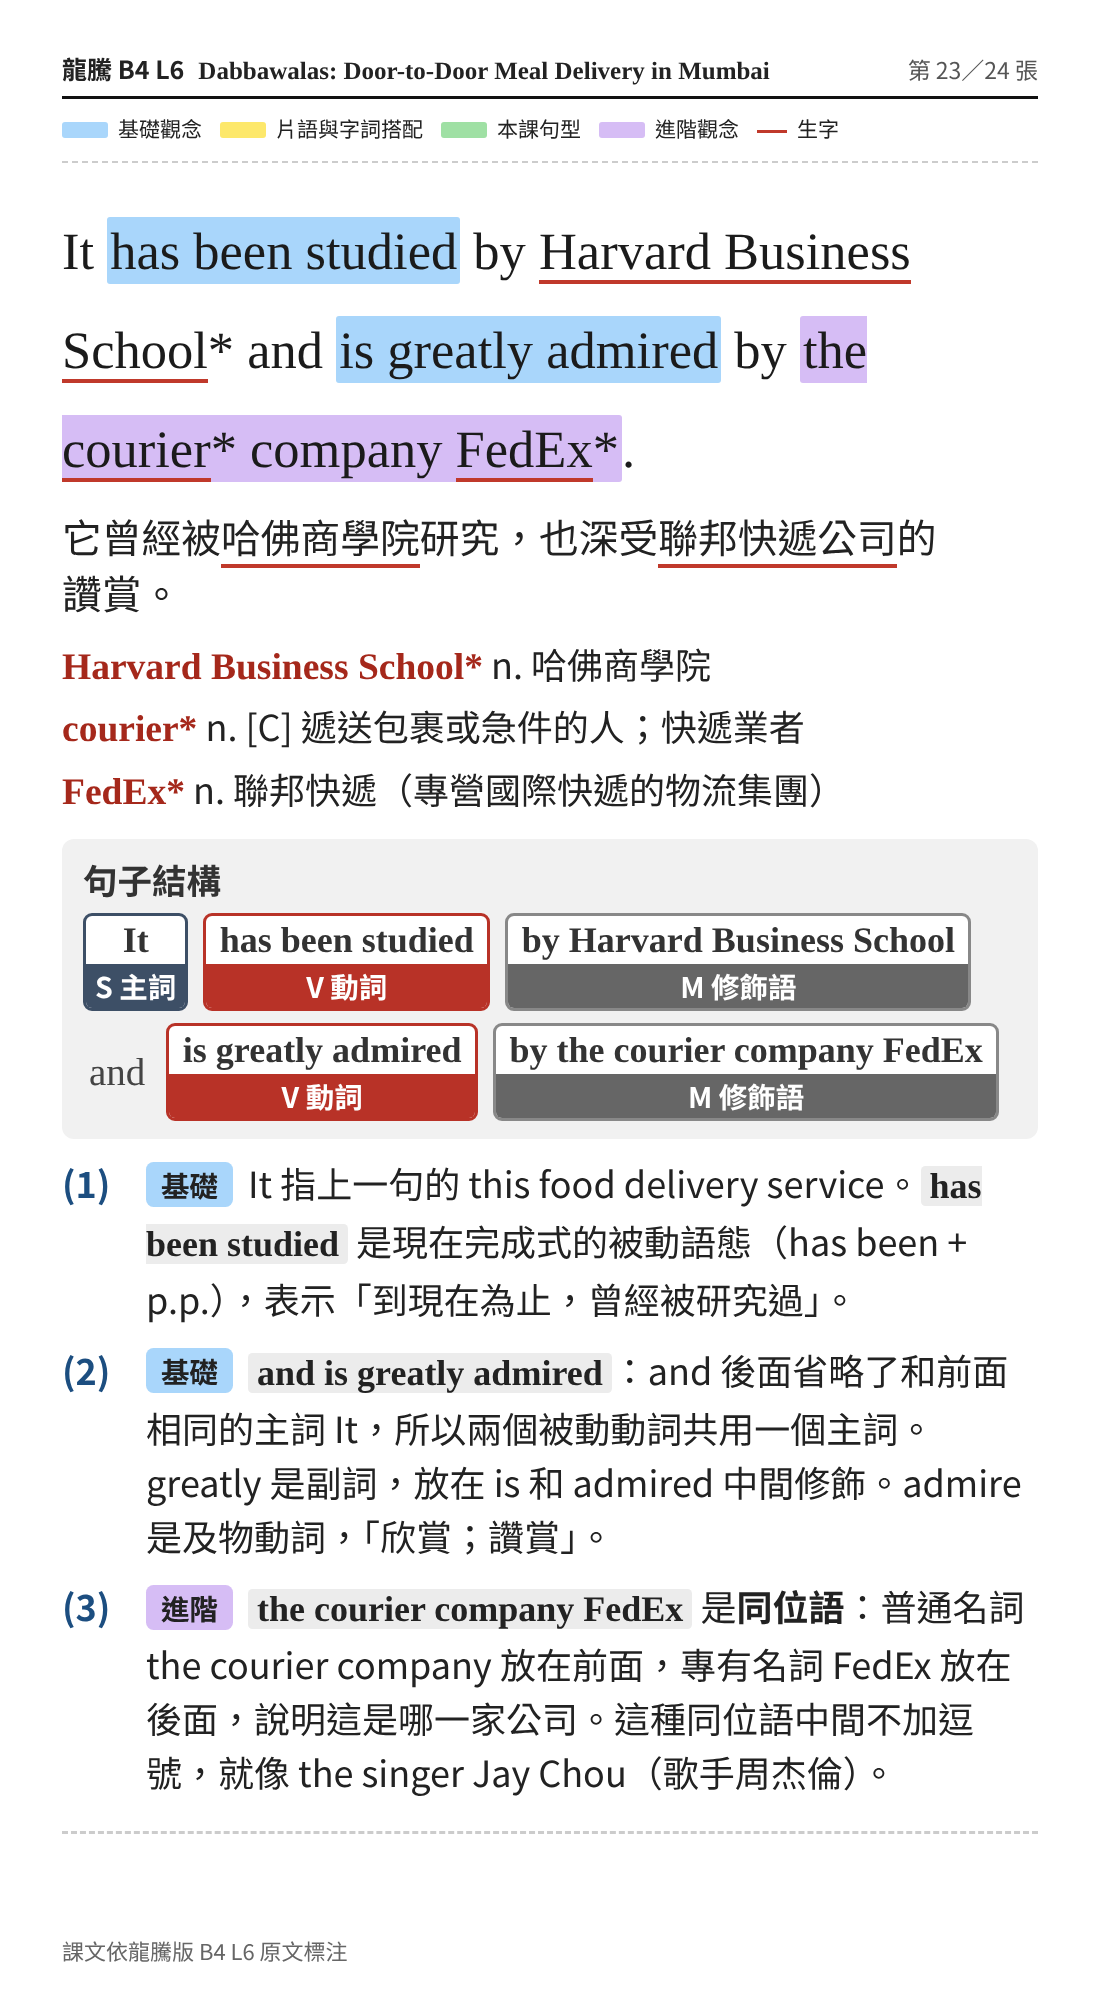 龍騰 B4 L6 Dabbawalas: Door-to-Door Meal Delivery in Mumbai 第 23／24 張
基礎觀念 片語與字詞搭配 本課句型 進階觀念 生字
It has been studied by Harvard Business
School* and is greatly admired by the
courier* company FedEx*.
它曾經被哈佛商學院研究，也深受聯邦快遞公司的
讚賞。
Harvard Business School* n. 哈佛商學院
courier* n. [C] 遞送包裹或急件的人；快遞業者
FedEx* n. 聯邦快遞（專營國際快遞的物流集團）
句子結構
It has been studied by Harvard Business School
S 主詞 V 動詞 M 修飾語
and is greatly admired by the courier company FedEx
V 動詞 M 修飾語
(1) 基礎 It 指上一句的 this food delivery service。has
been studied 是現在完成式的被動語態（has been +
p.p.），表示「到現在為止，曾經被研究過」。
(2) 基礎 and is greatly admired：and 後面省略了和前面
相同的主詞 It，所以兩個被動動詞共用一個主詞。
greatly 是副詞，放在 is 和 admired 中間修飾。admire
是及物動詞，「欣賞；讚賞」。
(3) 進階 the courier company FedEx 是同位語：普通名詞
the courier company 放在前面，專有名詞 FedEx 放在
後面，說明這是哪一家公司。這種同位語中間不加逗
號，就像 the singer Jay Chou（歌手周杰倫）。
課文依龍騰版 B4 L6 原文標注